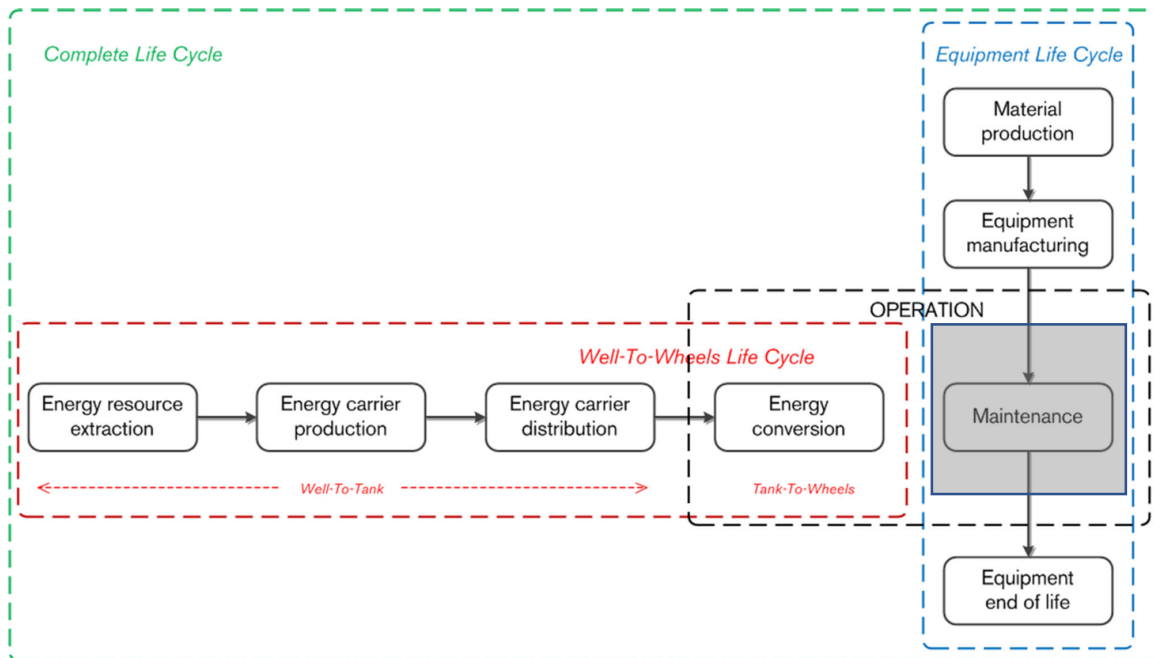 Complete Life Cycle
Equipment Life Cycle
Material
production
Equipment
manufacturing
OPERATION
Well-To-Wheels Life Cycle
Energy resource
extraction
Energy carrier
production
Energy carrier
distribution
Energy
conversion
Maintenance
Well-To-Tank
Tank-To-Wheels
Equipment
end of life